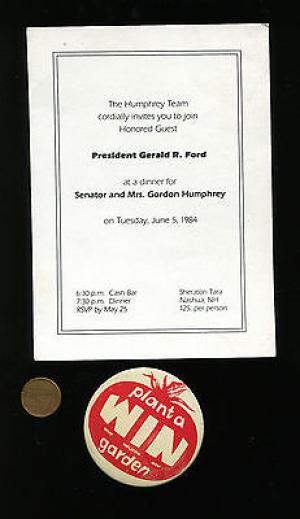 The Humphrey Team
cordially invites you to join
Honored Guest
President Gerald R. Ford
at a dinner for
Senator and Mrs. Gordon Humphrey
on Tuesday, June 5, 1984
6:30 p.m. Cash Bar
7:30 p.m. Dinner
RSVP by May 25
Sheraton Tara
Nashua, NH
125. per person
plant a
WIN
garden